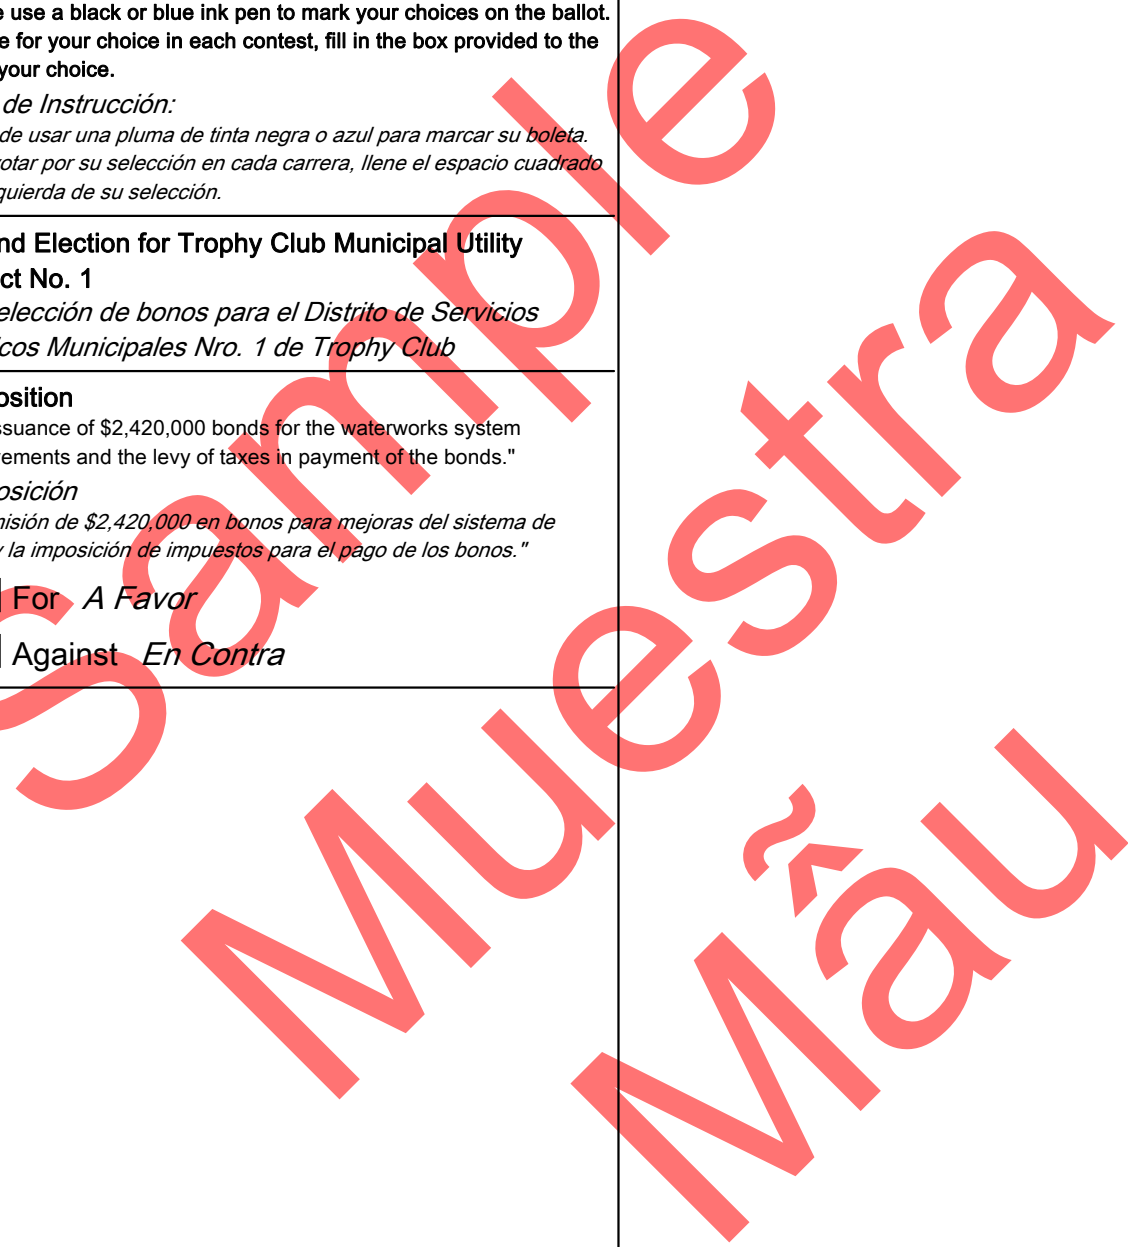 use a black or blue ink pen to mark your choices on the ballot.
for your choice in each contest, fill in the box provided to the
your choice.
de Instrucción:
de usar una pluma de tinta negra o azul para marcar su boleta.
otar por su selección en cada carrera, llene el espacio cuadrado
quierda de su selección.
nd Election for Trophy Club Municipal Utility
ct No. 1
elección de bonos para el Distrito de Servicios
icos Municipales Nro. 1 de Trophy Club
osition
ssuance of $2,420,000 bonds for the waterworks system
vements and the levy of taxes in payment of the bonds."
osición
misión de $2,420,000 en bonos para mejoras del sistema de
y la imposición de impuestos para el pago de los bonos."
For A Favor
Against En Contra
Sample
Muestra
Mẫu